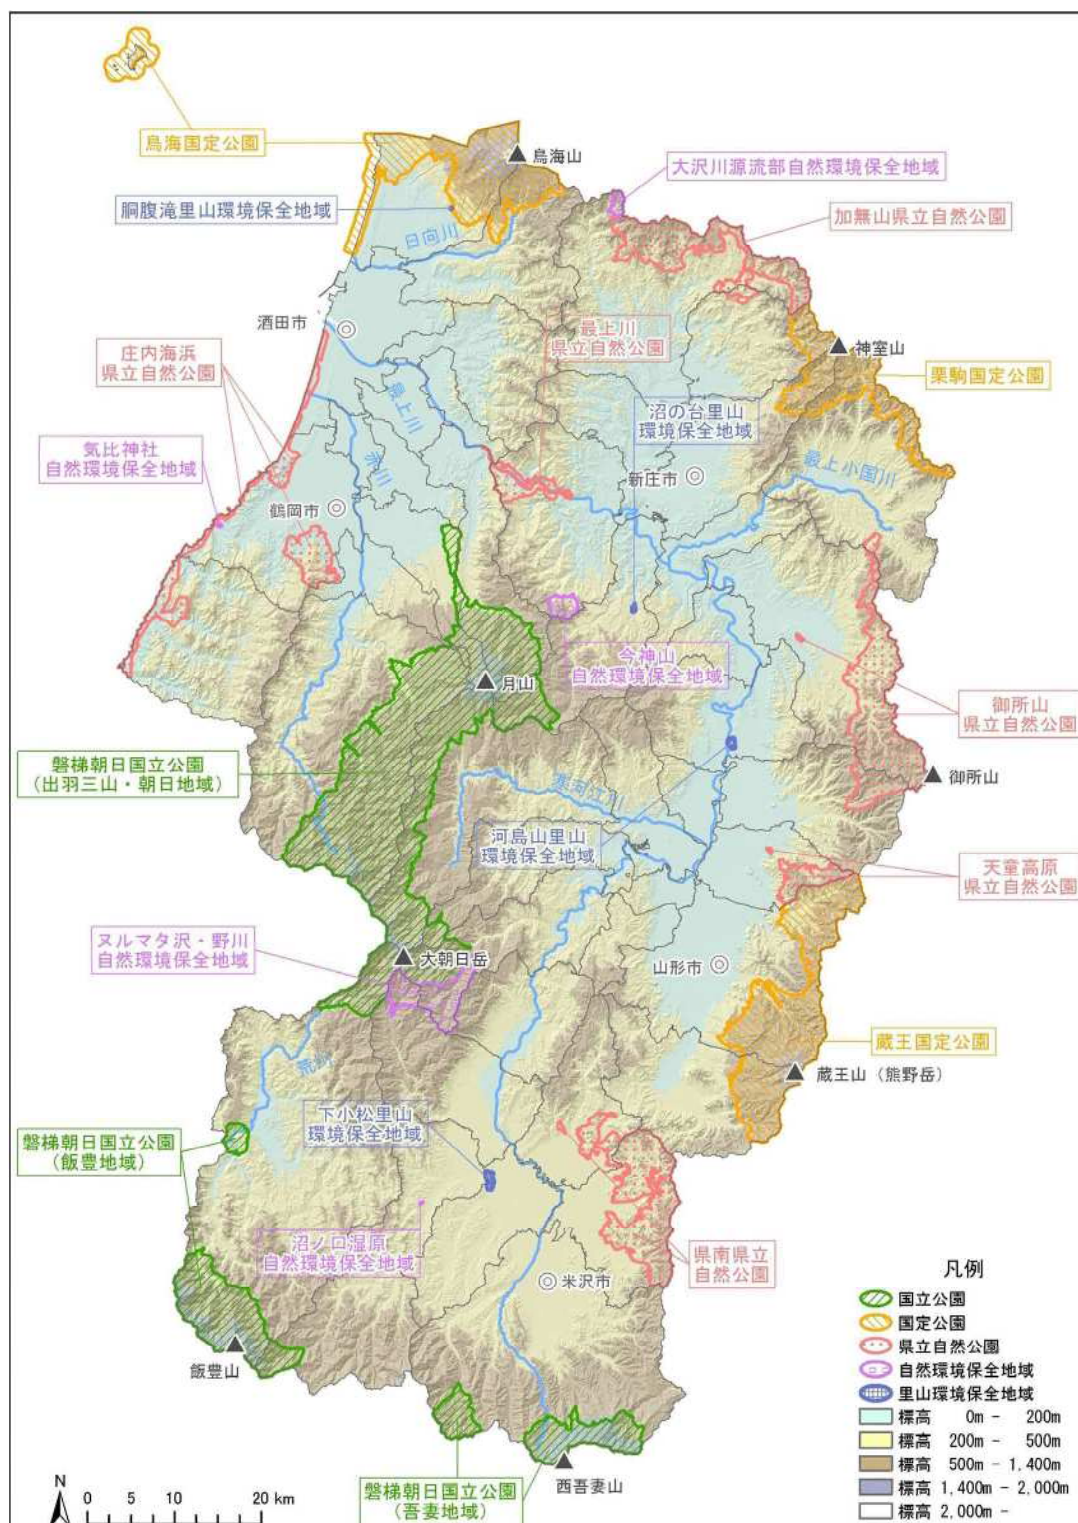 鳥海国定公園
鳥海山
大沢川源流部自然環境保全地域
胴腹滝里山環境保全地域
加無山県立自然公園
日向川
酒田市
最上川
県立自然公園
神室山
庄内海浜
県立自然公園
栗駒国定公園
最上川
沼の台里山
環境保全地域
気比神社
自然環境保全地域
赤川
新庄市
最上小国川
鶴岡市
今神山
自然環境保全地域
月山
御所山
県立自然公園
磐梯朝日国立公園
(出羽三山・朝日地域)
御所山
寒河江川
河島山里山
環境保全地域
天童高原
県立自然公園
ヌルマタ沢・野川
自然環境保全地域
大朝日岳
山形市
蔵王国定公園
荒川
蔵王山(熊野岳)
下小松里山
環境保全地域
磐梯朝日国立公園
(飯豊地域)
沼ノ口湿原
自然環境保全地域
県南県立
自然公園
米沢市
飯豊山
磐梯朝日国立公園
(吾妻地域)
西吾妻山
凡例
国立公園
国定公園
県立自然公園
自然環境保全地域
里山環境保全地域
標高 0m - 200m
標高 200m - 500m
標高 500m - 1,400m
標高 1,400m - 2,000m
標高 2,000m -
N
0 5 10 20 km